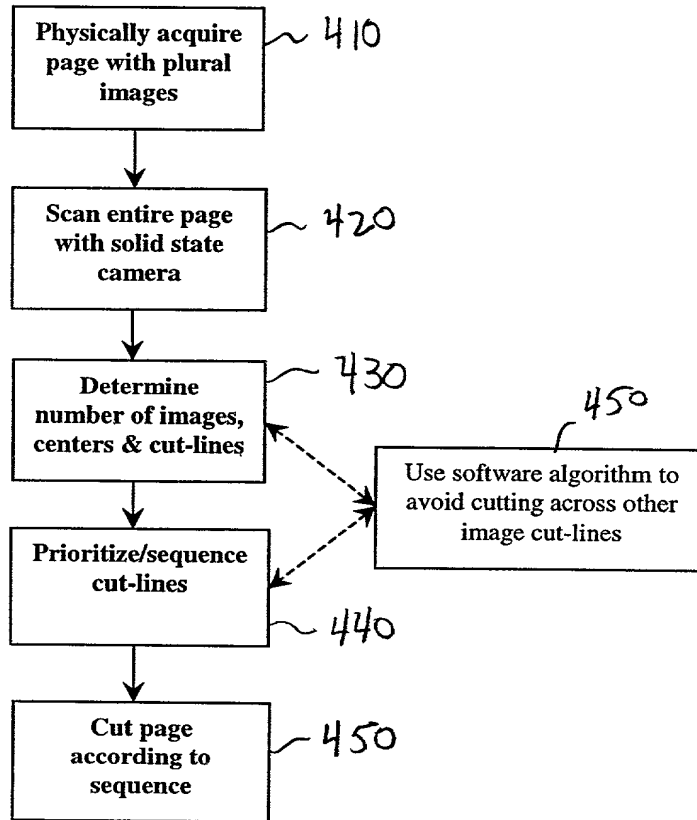 Physically acquire
page with plural
images
410
Scan entire page
with solid state
camera
420
Determine
number of images,
centers & cut-lines
430
450
Use software algorithm to
avoid cutting across other
image cut-lines
Prioritize/sequence
cut-lines
440
Cut page
according to
sequence
450